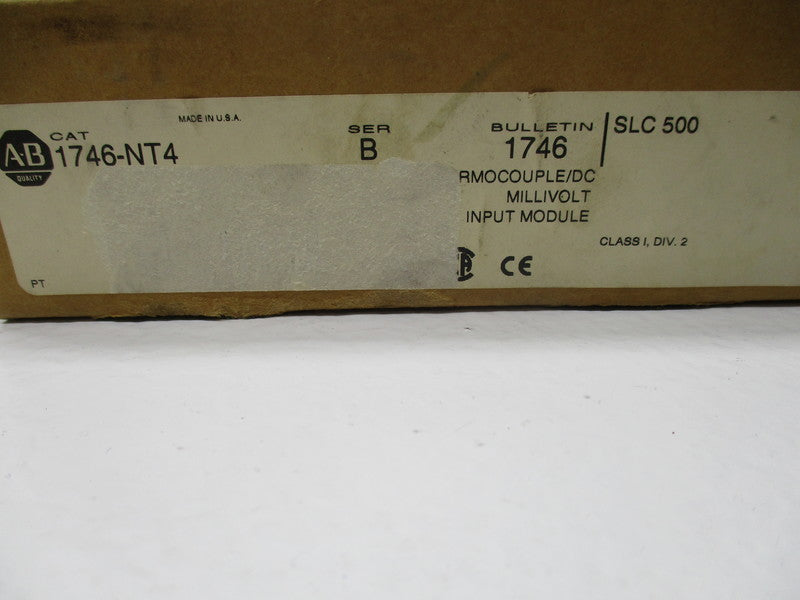 MADE IN U.S.A.
CAT SER BULLETIN SLC 500
A-B QUALITY 1746-NT4 B 1746
RMOCOUPLE/DC
MILLIVOLT
INPUT MODULE
CLASS I, DIV. 2
CE
PT